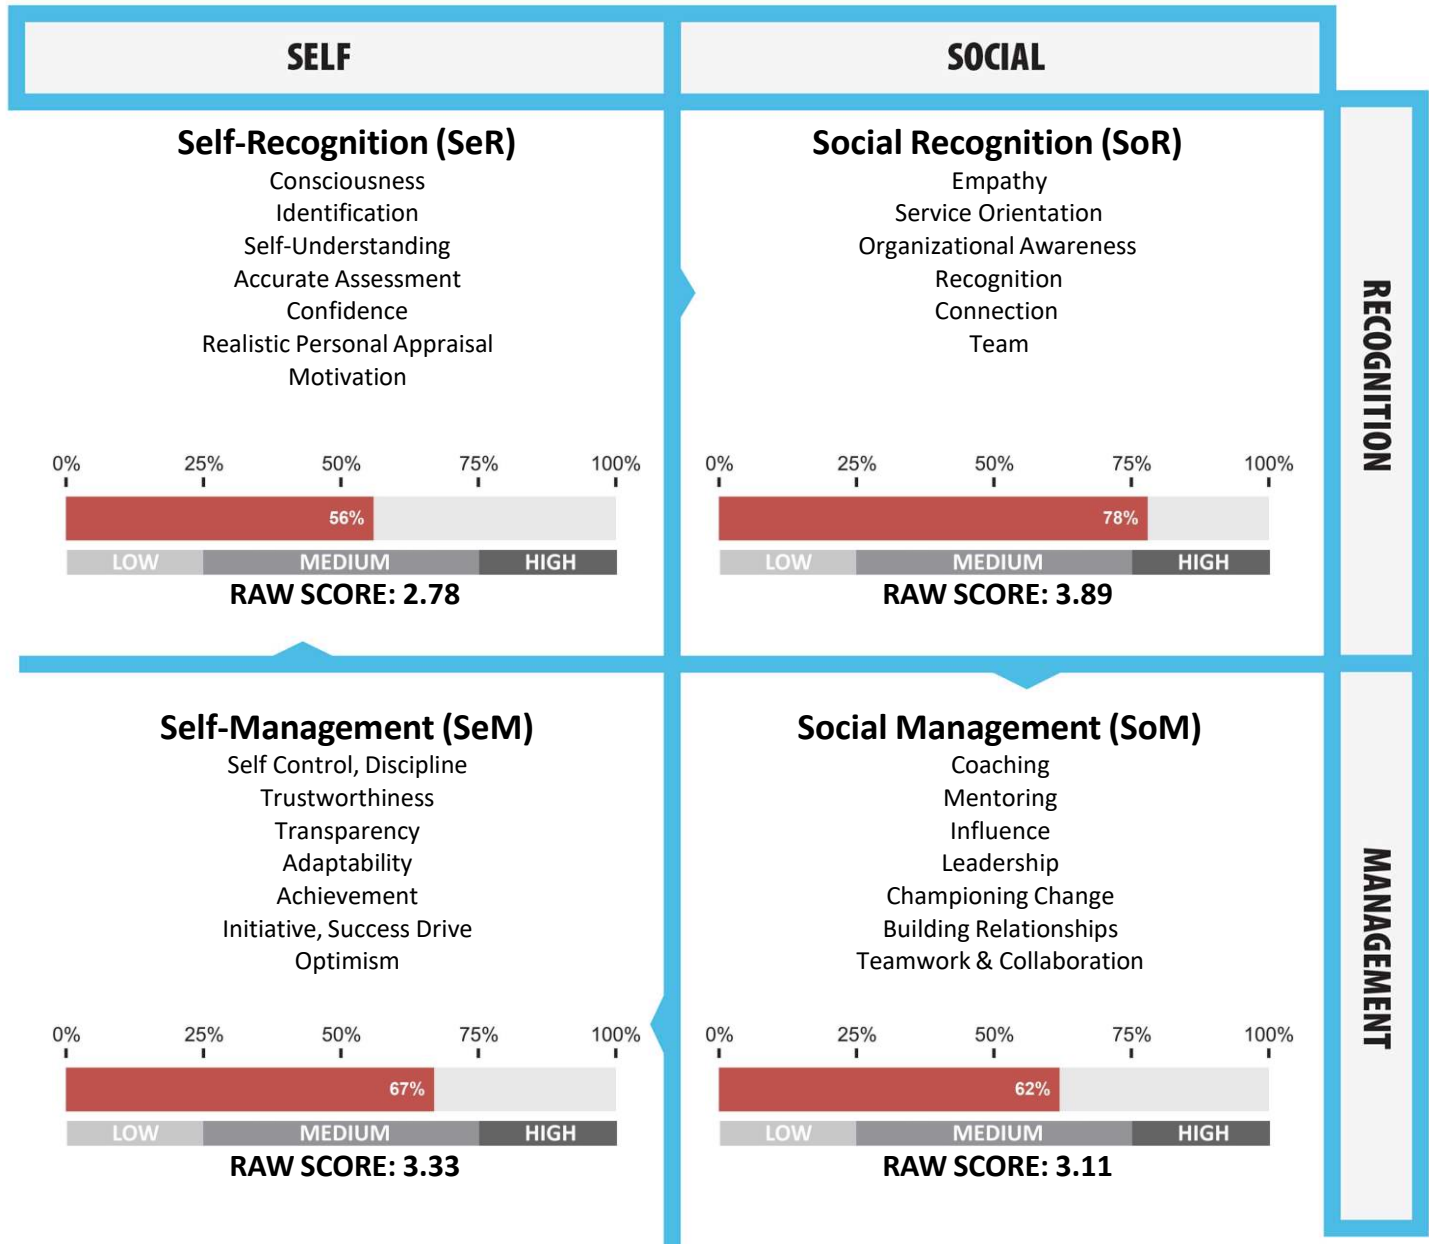 SELF
SOCIAL
Self-Recognition (SeR)
Consciousness
Identification
Self-Understanding
Accurate Assessment
Confidence
Realistic Personal Appraisal
Motivation
0% 25% 50% 75% 100%
56%
LOW MEDIUM HIGH
RAW SCORE: 2.78
Social Recognition (SoR)
Empathy
Service Orientation
Organizational Awareness
Recognition
Connection
Team
0% 25% 50% 75% 100%
78%
LOW MEDIUM HIGH
RAW SCORE: 3.89
RECOGNITION
Self-Management (SeM)
Self Control, Discipline
Trustworthiness
Transparency
Adaptability
Achievement
Initiative, Success Drive
Optimism
0% 25% 50% 75% 100%
67%
LOW MEDIUM HIGH
RAW SCORE: 3.33
Social Management (SoM)
Coaching
Mentoring
Influence
Leadership
Championing Change
Building Relationships
Teamwork & Collaboration
0% 25% 50% 75% 100%
62%
LOW MEDIUM HIGH
RAW SCORE: 3.11
MANAGEMENT